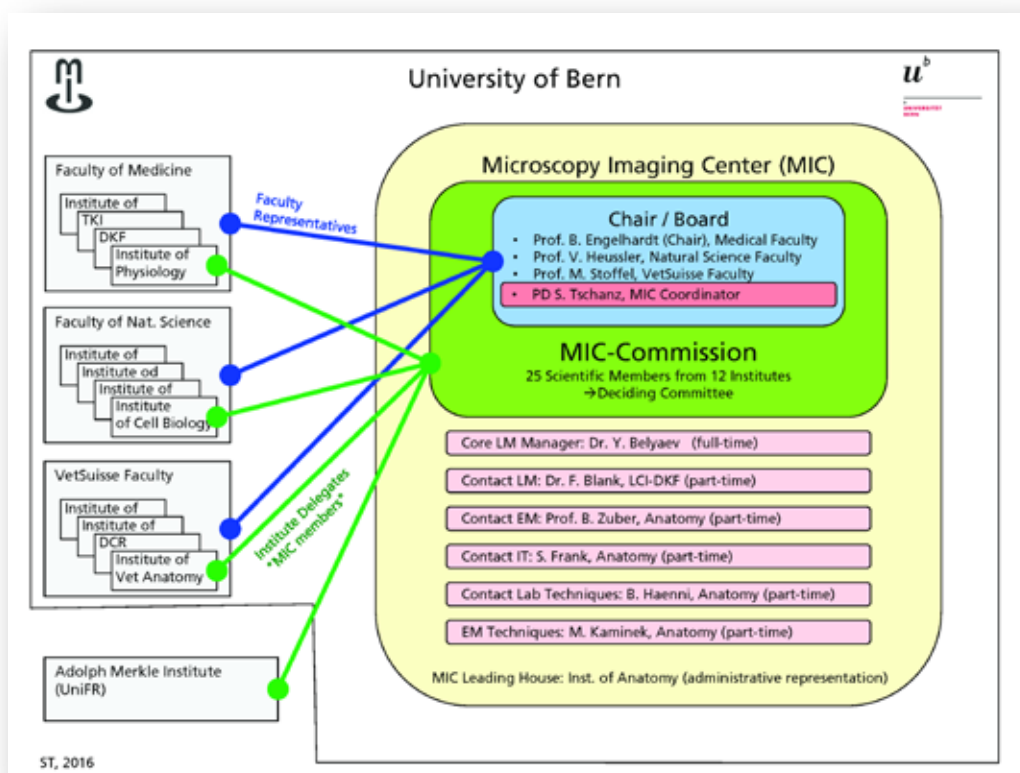 University of Bern
u^b
UNIVERSITÄT
BERN
Faculty of Medicine
Institute of
TKI
DKF
Institute of
Physiology
Faculty
Representatives
Faculty of Nat. Science
Institute of
Institute od
Institute of
Institute
of Cell Biology
VetSuisse Faculty
Institute of
Institute of
DCR
Institute of
Vet Anatomy
Institute Delegates
"MIC members"
Adolph Merkle Institute
(UniFR)
Microscopy Imaging Center (MIC)
Chair / Board
• Prof. B. Engelhardt (Chair), Medical Faculty
• Prof. V. Heussler, Natural Science Faculty
• Prof. M. Stoffel, VetSuisse Faculty
• PD S. Tschanz, MIC Coordinator
MIC-Commission
25 Scientific Members from 12 Institutes
→Deciding Committee
Core LM Manager: Dr. Y. Belyaev (full-time)
Contact LM: Dr. F. Blank, LCI-DKF (part-time)
Contact EM: Prof. B. Zuber, Anatomy (part-time)
Contact IT: S. Frank, Anatomy (part-time)
Contact Lab Techniques: B. Haenni, Anatomy (part-time)
EM Techniques: M. Kaminek, Anatomy (part-time)
MIC Leading House: Inst. of Anatomy (administrative representation)
ST, 2016